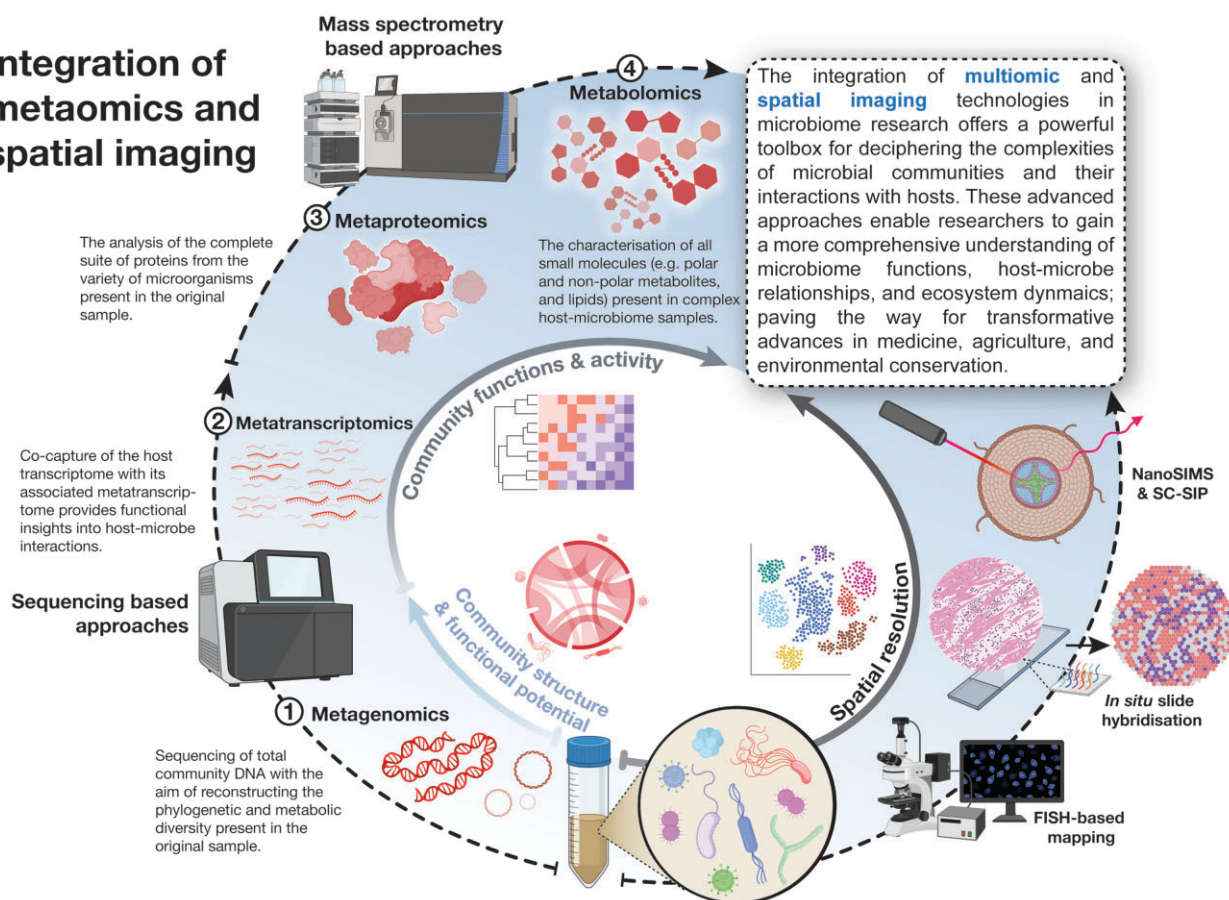 ntegration of
metaomics and
spatial imaging
Mass spectrometry
based approaches
4
Metabolomics
The characterisation of all
small molecules (e.g. polar
and non-polar metabolites,
and lipids) present in complex
host-microbiome samples.
The integration of multiomic and
spatial imaging technologies in
microbiome research offers a powerful
toolbox for deciphering the complexities
of microbial communities and their
interactions with hosts. These advanced
approaches enable researchers to gain
a more comprehensive understanding of
microbiome functions, host-microbe
relationships, and ecosystem dynmaics;
paving the way for transformative
advances in medicine, agriculture, and
environmental conservation.
3 Metaproteomics
The analysis of the complete
suite of proteins from the
variety of microorganisms
present in the original
sample.
2 Metatranscriptomics
Co-capture of the host
transcriptome with its
associated metatranscrip-
tome provides functional
insights into host-microbe
interactions.
Sequencing based
approaches
1 Metagenomics
Sequencing of total
community DNA with the
aim of reconstructing the
phylogenetic and metabolic
diversity present in the
original sample.
Community functions & activity
Community structure
& functional potential
Spatial resolution
NanoSIMS
& SC-SIP
In situ slide
hybridisation
FISH-based
mapping